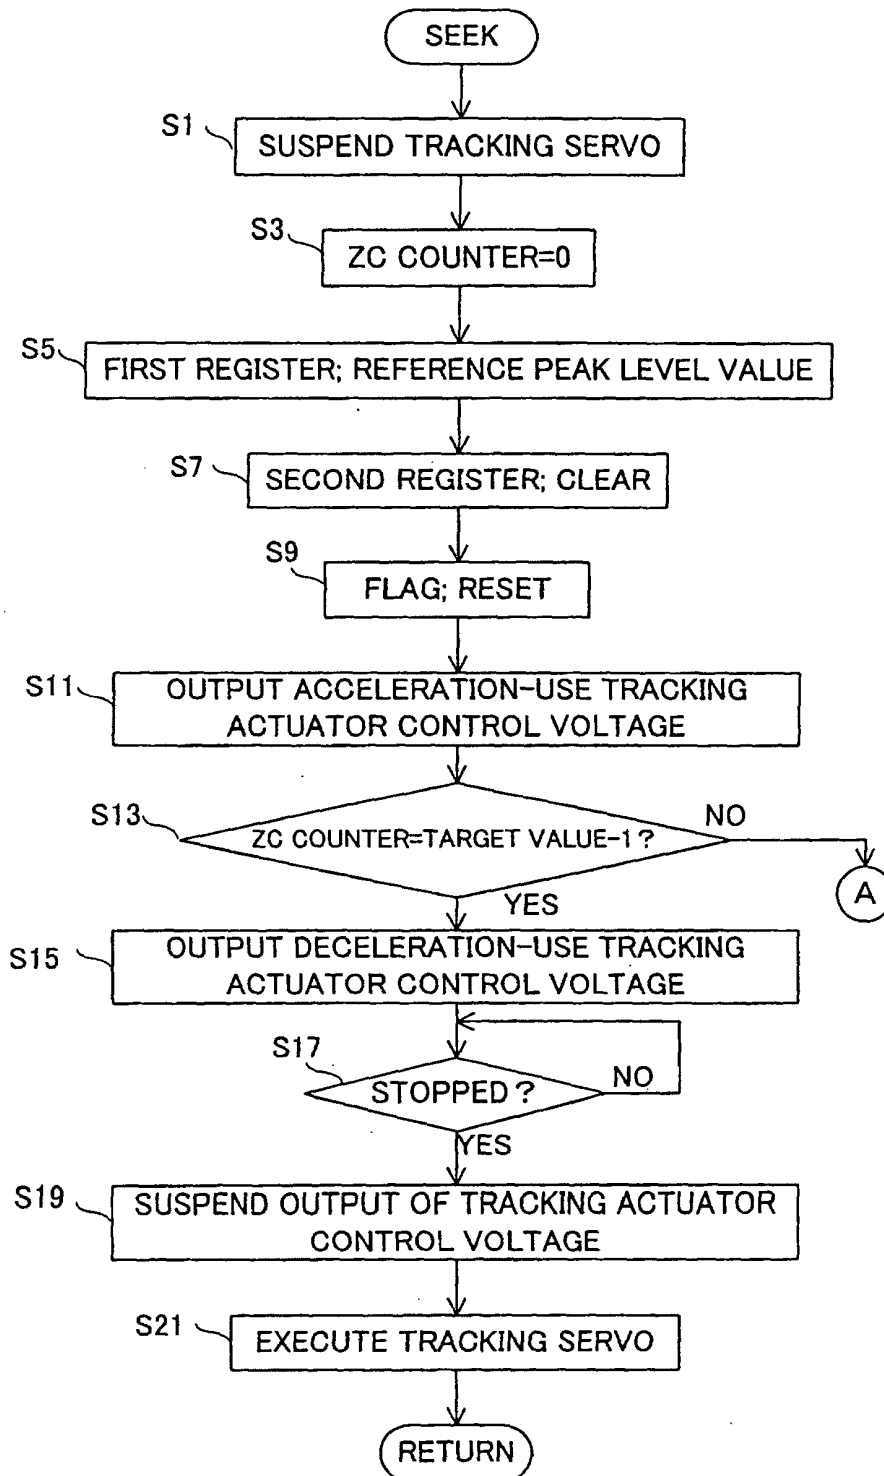 SEEK
S1
SUSPEND TRACKING SERVO
S3
ZC COUNTER=0
S5
FIRST REGISTER; REFERENCE PEAK LEVEL VALUE
S7
SECOND REGISTER; CLEAR
S9
FLAG; RESET
S11
OUTPUT ACCELERATION-USE TRACKING
ACTUATOR CONTROL VOLTAGE
S13
ZC COUNTER=TARGET VALUE-1?
NO
A
YES
S15
OUTPUT DECELERATION-USE TRACKING
ACTUATOR CONTROL VOLTAGE
S17
STOPPED?
NO
YES
S19
SUSPEND OUTPUT OF TRACKING ACTUATOR
CONTROL VOLTAGE
S21
EXECUTE TRACKING SERVO
RETURN